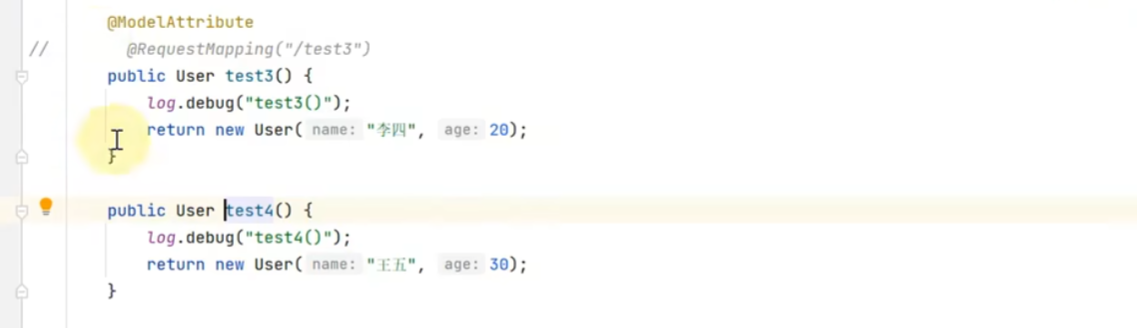 @ModelAttribute
// @RequestMapping("/test3")
public User test3() {
log.debug("test3()");
return new User( name: "李四", age: 20);
}
public User test4() {
log.debug("test4()");
return new User( name: "王五", age: 30);
}